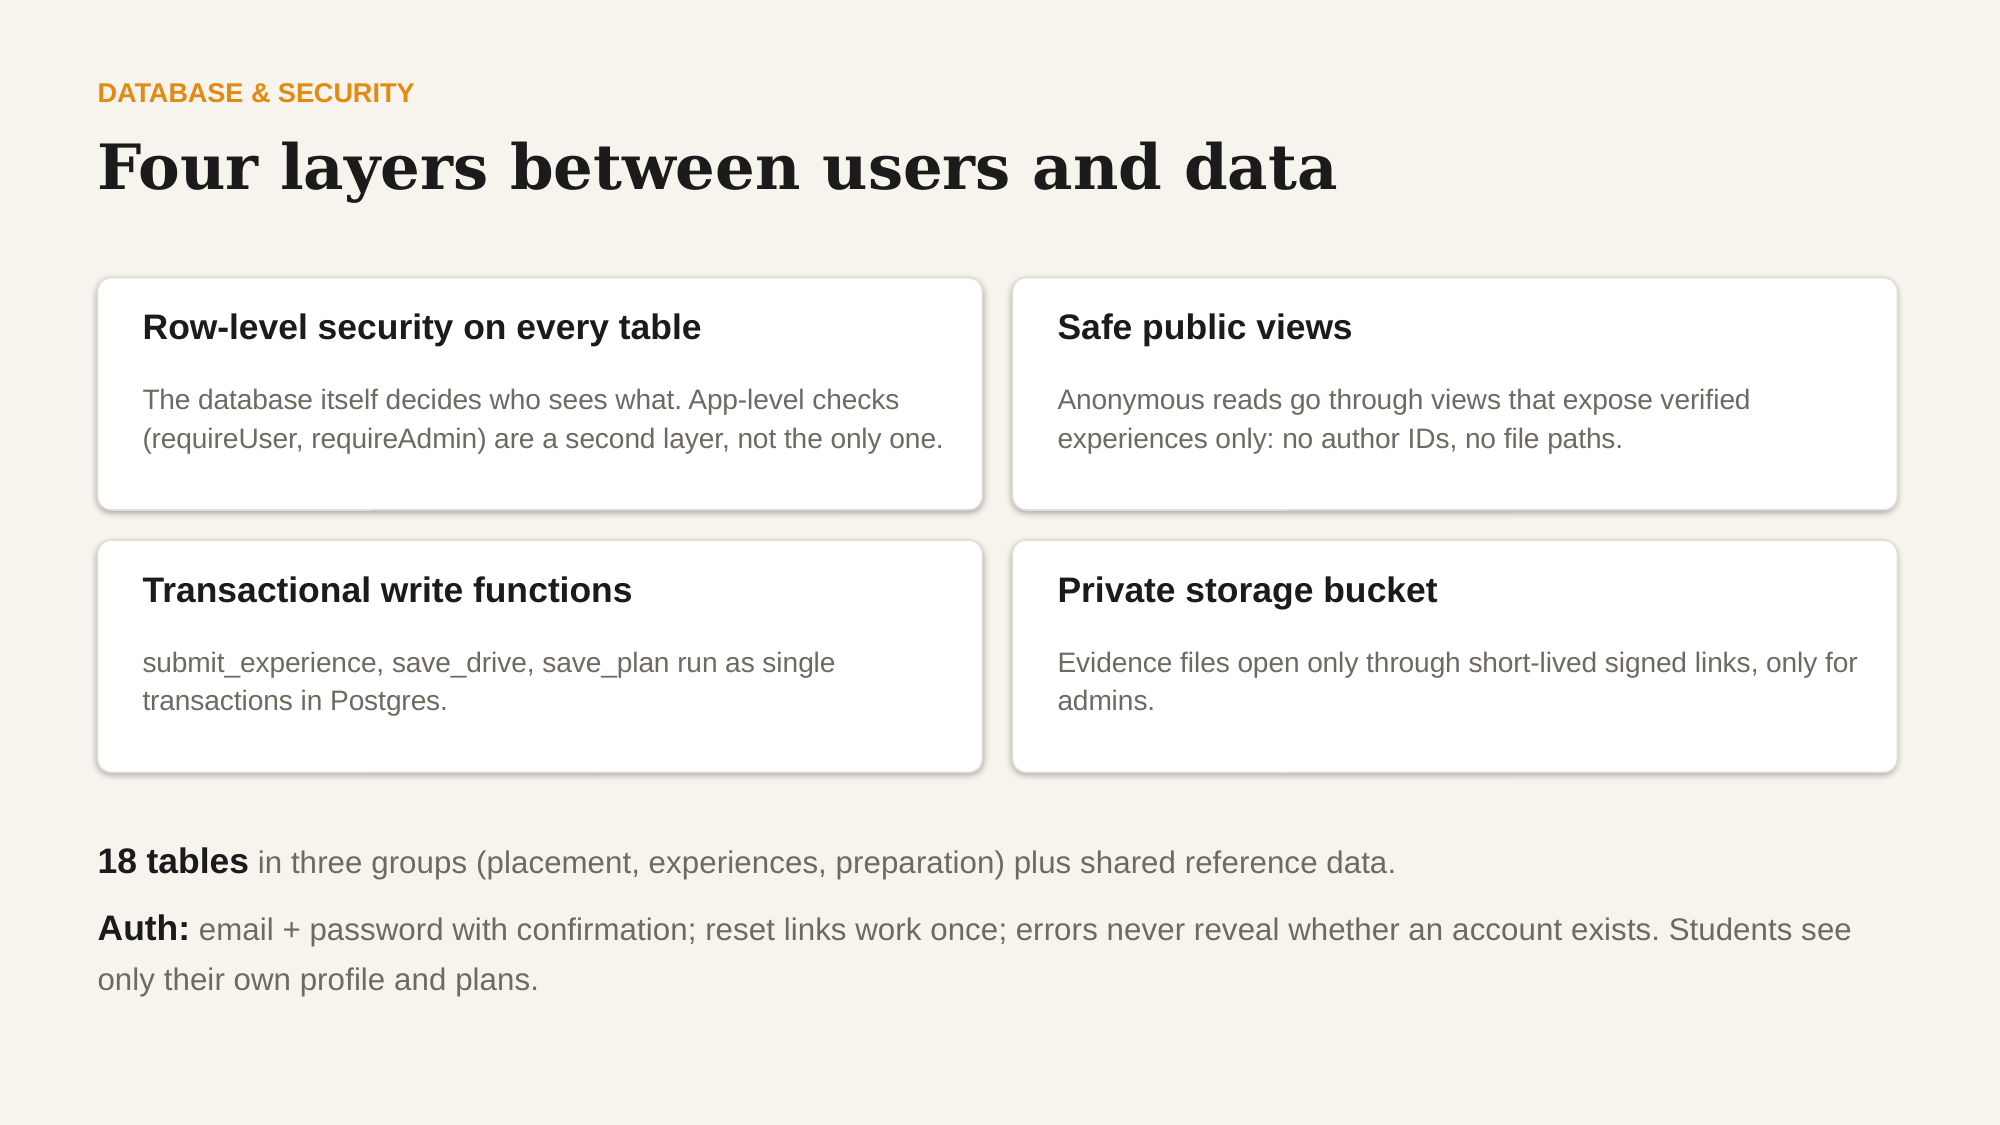 DATABASE & SECURITY
Four layers between users and data
Row-level security on every table
The database itself decides who sees what. App-level checks
(requireUser, requireAdmin) are a second layer, not the only one.
Safe public views
Anonymous reads go through views that expose verified
experiences only: no author IDs, no file paths.
Transactional write functions
submit_experience, save_drive, save_plan run as single
transactions in Postgres.
Private storage bucket
Evidence files open only through short-lived signed links, only for
admins.
18 tables in three groups (placement, experiences, preparation) plus shared reference data.
Auth: email + password with confirmation; reset links work once; errors never reveal whether an account exists. Students see
only their own profile and plans.